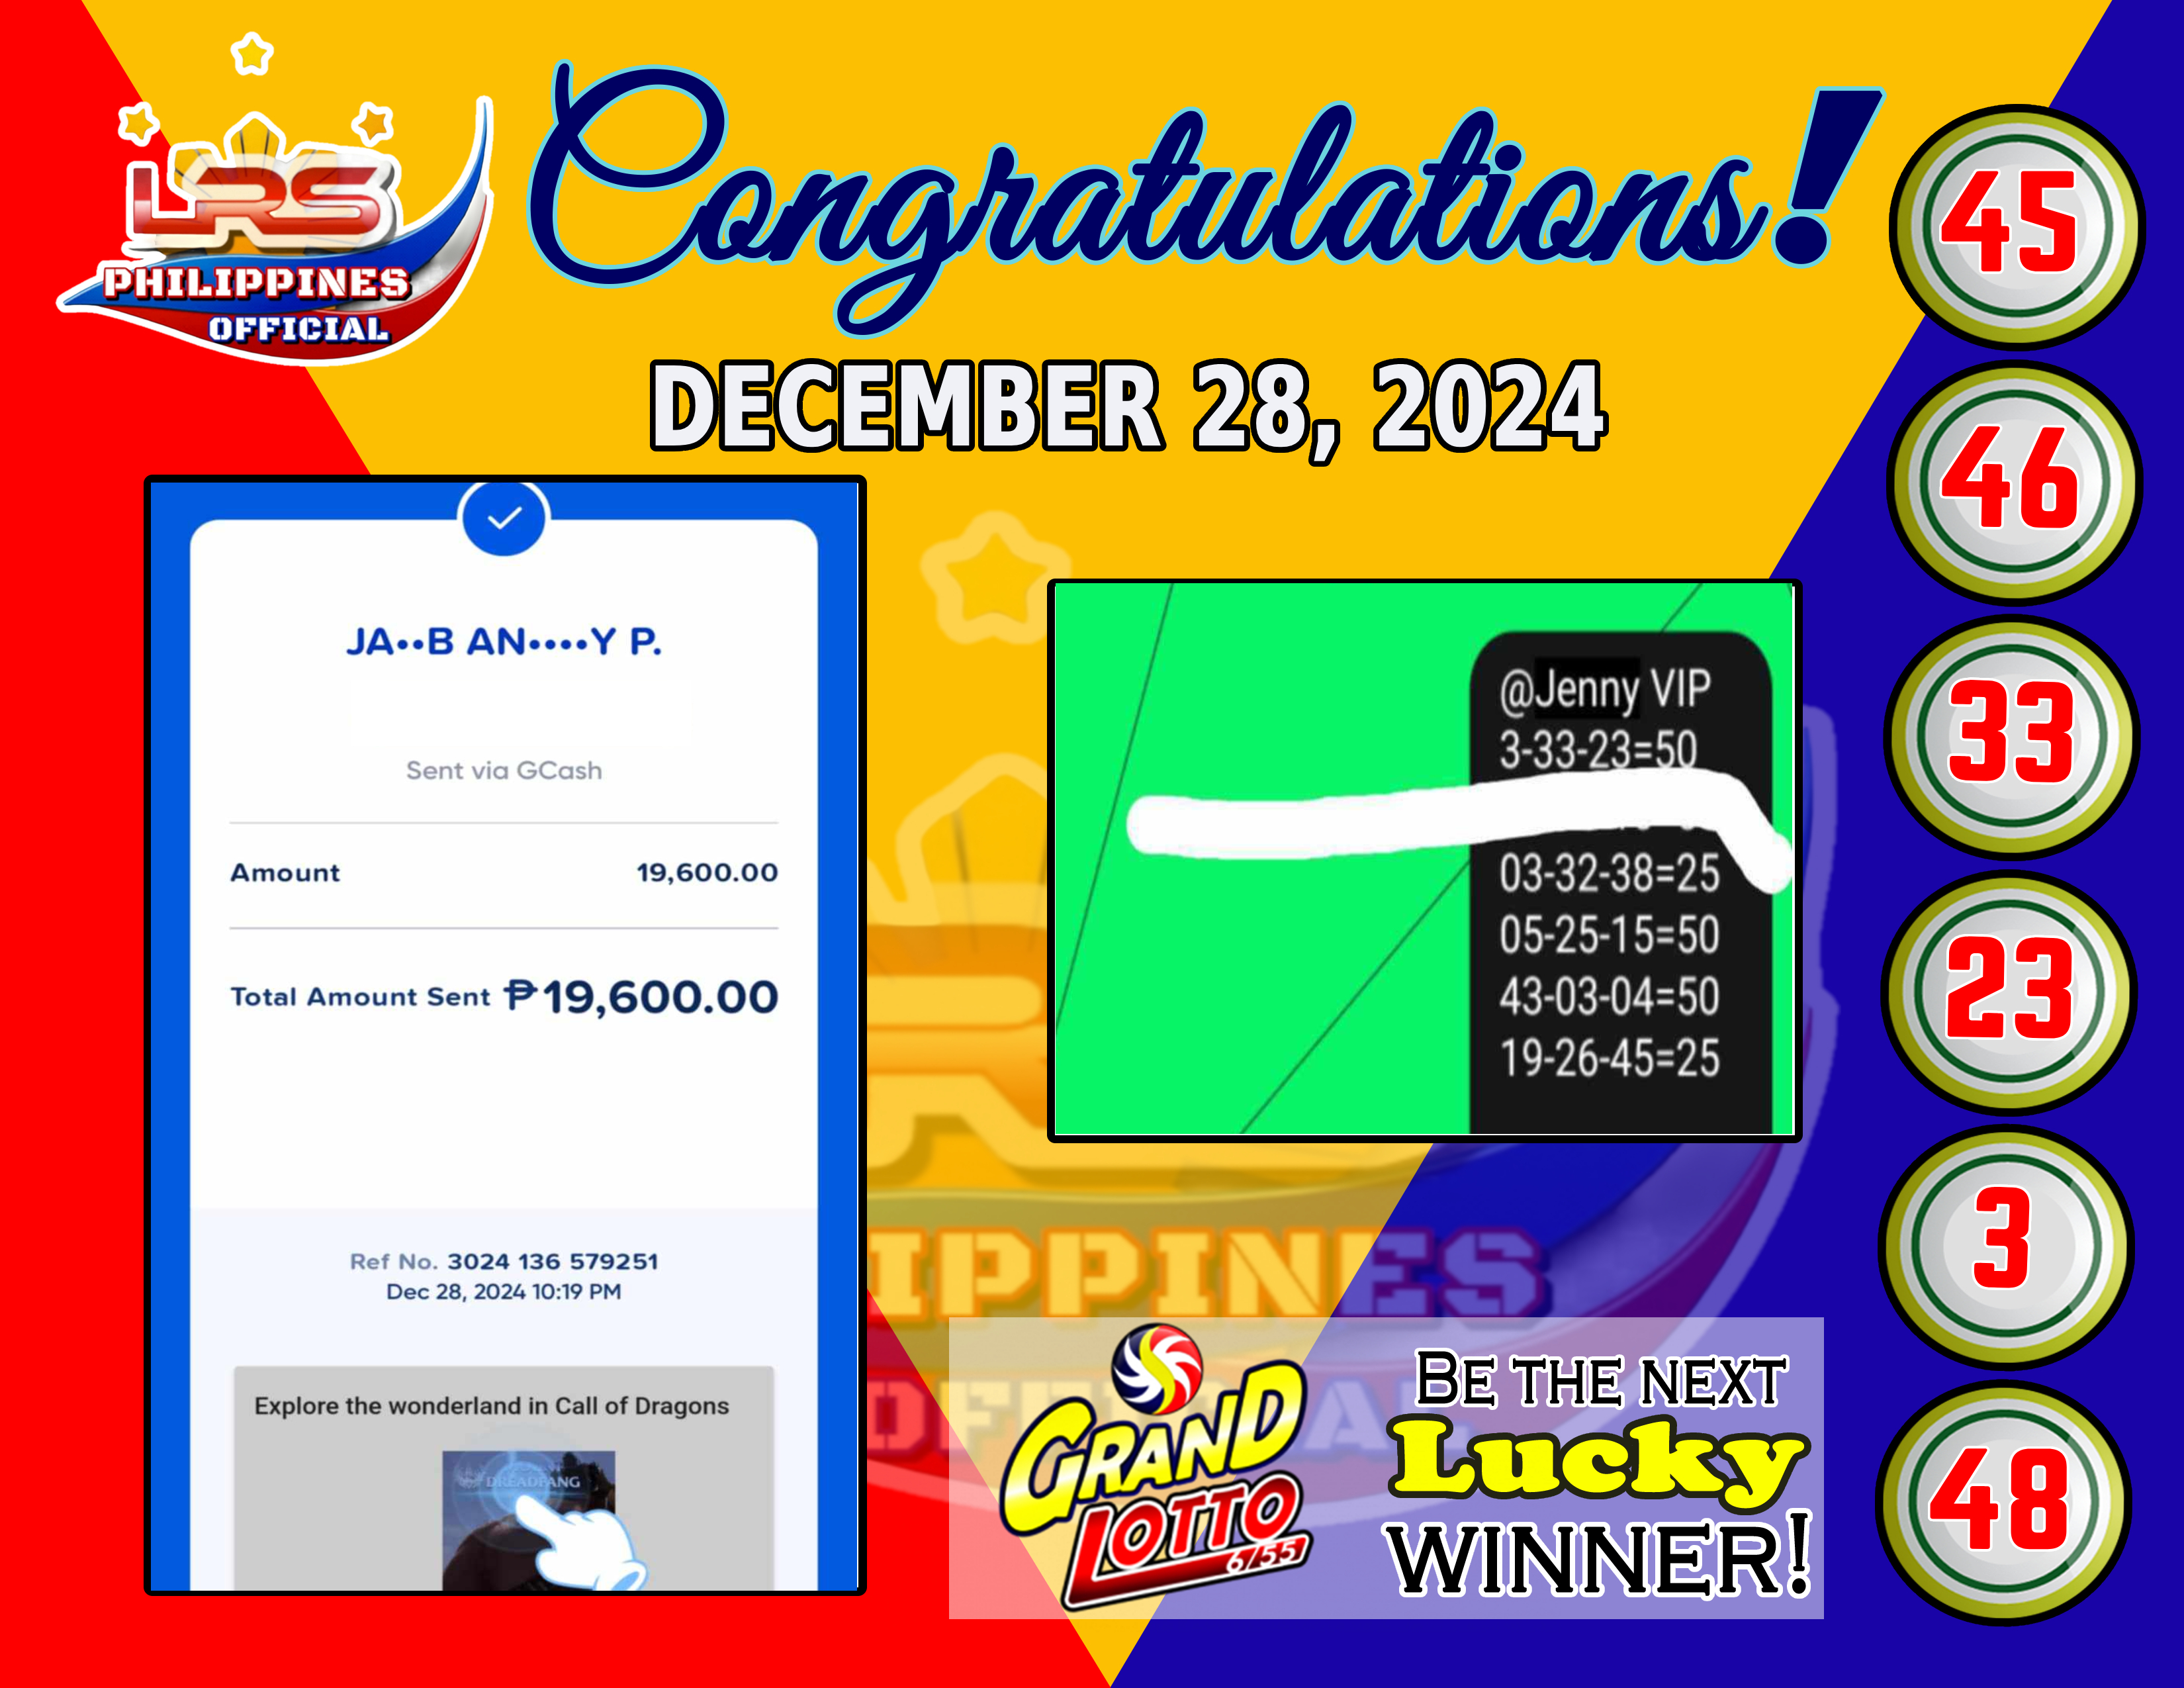 LRS
PHILIPPINES
OFFICIAL
Congratulations!
DECEMBER 28, 2024
JA••B AN••••Y P.
Sent via GCash
Amount 19,600.00
Total Amount Sent ₱19,600.00
Ref No. 3024 136 579251
Dec 28, 2024 10:19 PM
Explore the wonderland in Call of Dragons
DREADFANG
@Jenny VIP
3-33-23=50
03-32-38=25
05-25-15=50
43-03-04=50
19-26-45=25
IPPINES
GRAND
LOTTO
6/55
BE THE NEXT
Lucky
WINNER!
45
46
33
23
3
48